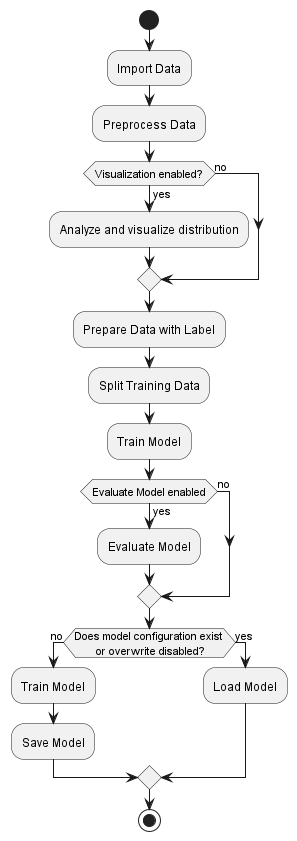 Import Data
Preprocess Data
Visualization enabled?
no
yes
Analyze and visualize distribution
Prepare Data with Label
Split Training Data
Train Model
Evaluate Model enabled
no
yes
Evaluate Model
no
Does model configuration exist
or overwrite disabled?
yes
Train Model
Load Model
Save Model